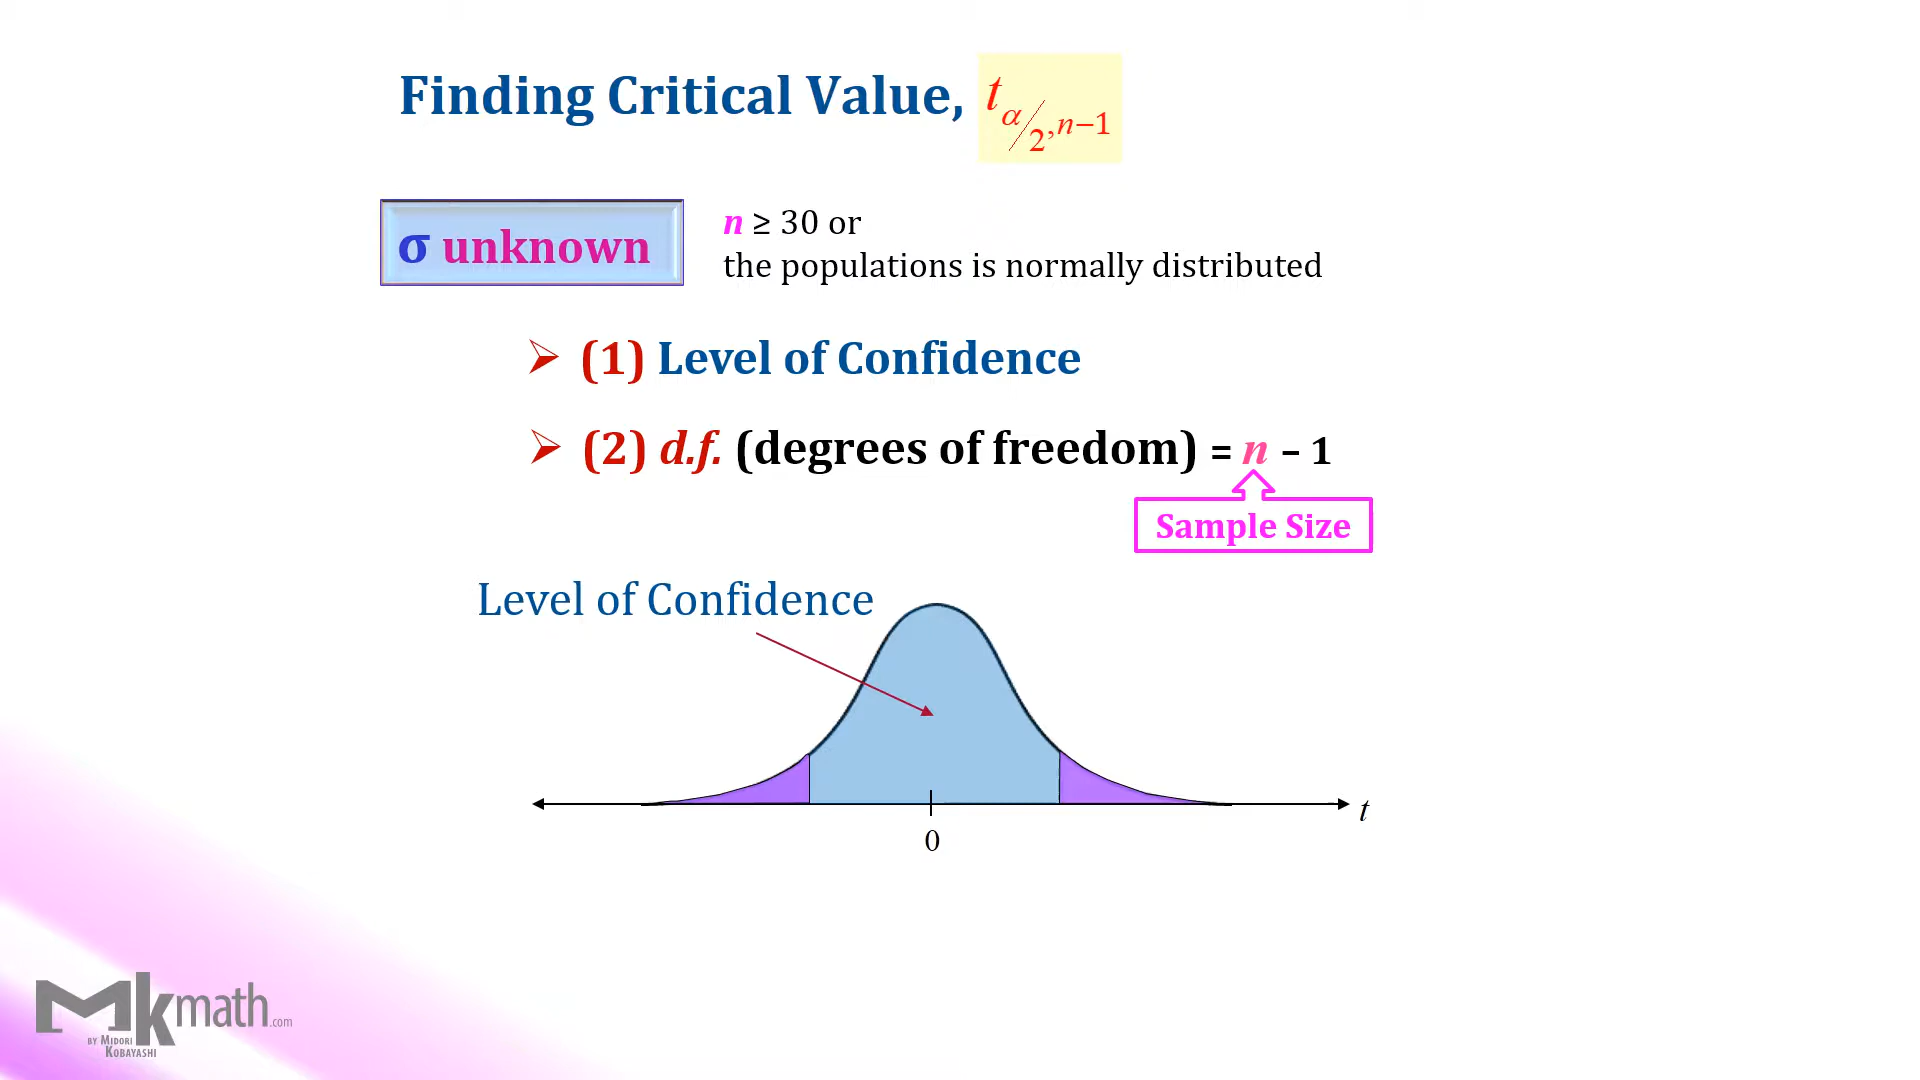 Finding Critical Value, t α/2, n−1
σ unknown
n ≥ 30 or
the populations is normally distributed
➢ (1) Level of Confidence
➢ (2) d.f. (degrees of freedom) = n – 1
Sample Size
Level of Confidence
t
0
Mkmath.com
BY MIDORI
KOBAYASHI